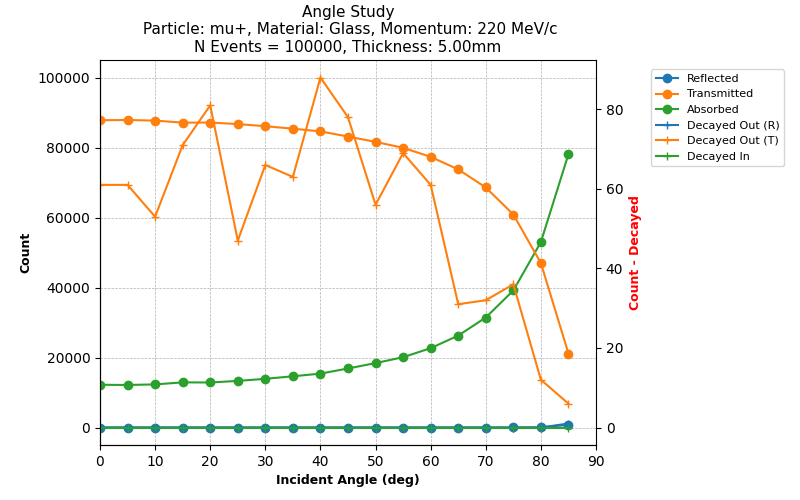 Angle Study
Particle: mu+, Material: Glass, Momentum: 220 MeV/c
N Events = 100000, Thickness: 5.00mm
100000
80000
60000
40000
20000
0
Count
0 10 20 30 40 50 60 70 80 90
Incident Angle (deg)
80
60
40
20
0
Count - Decayed
Reflected
Transmitted
Absorbed
Decayed Out (R)
Decayed Out (T)
Decayed In